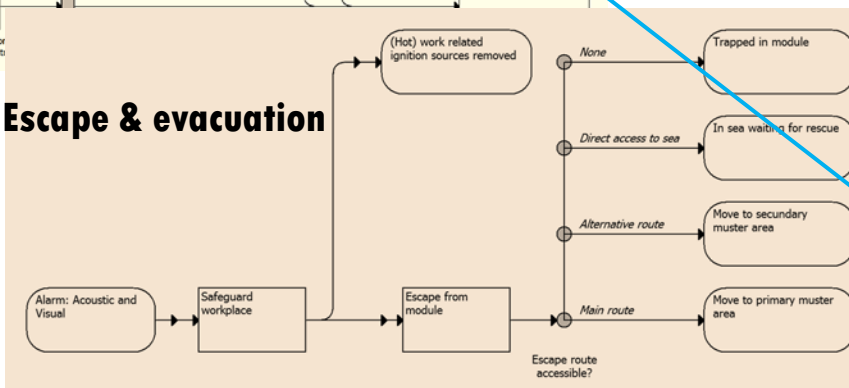 (Hot) work related
ignition sources removed
None
Trapped in module
Escape & evacuation
Direct access to sea
In sea waiting for rescue
Alternative route
Move to secundary
muster area
Alarm: Acoustic and
Visual
Safeguard
workplace
Escape from
module
Main route
Move to primary muster
area
Escape route
accessible?